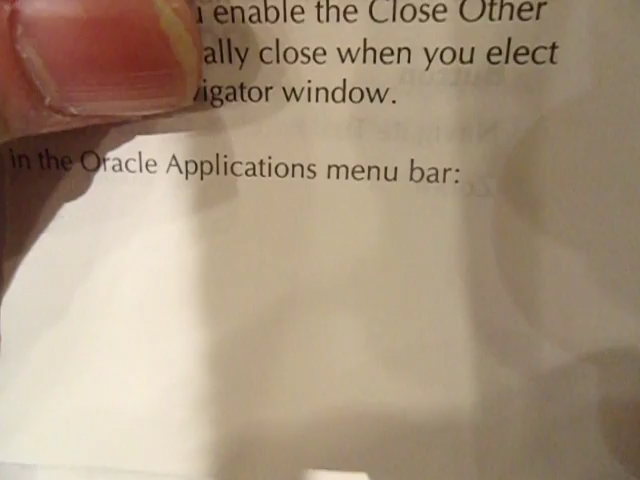 enable the Close Other
ally close when you elect
igator window.
in the Oracle Applications menu bar: